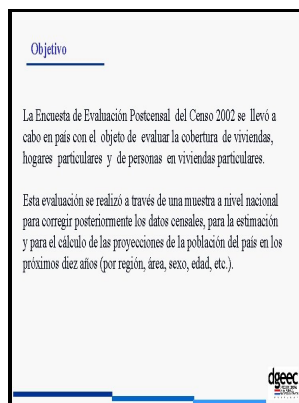 Objetivo
La Encuesta de Evaluación Postcensal del Censo 2002 se llevó a
cabo en país con el objeto de evaluar la cobertura de viviendas,
hogares particulares y de personas en viviendas particulares.
Esta evaluación se realizó a través de una muestra a nivel nacional
para corregir posteriormente los datos censales, para la estimación
y para el cálculo de las proyecciones de la población del país en los
próximos diez años (por región, área, sexo, edad, etc.).
dgeec